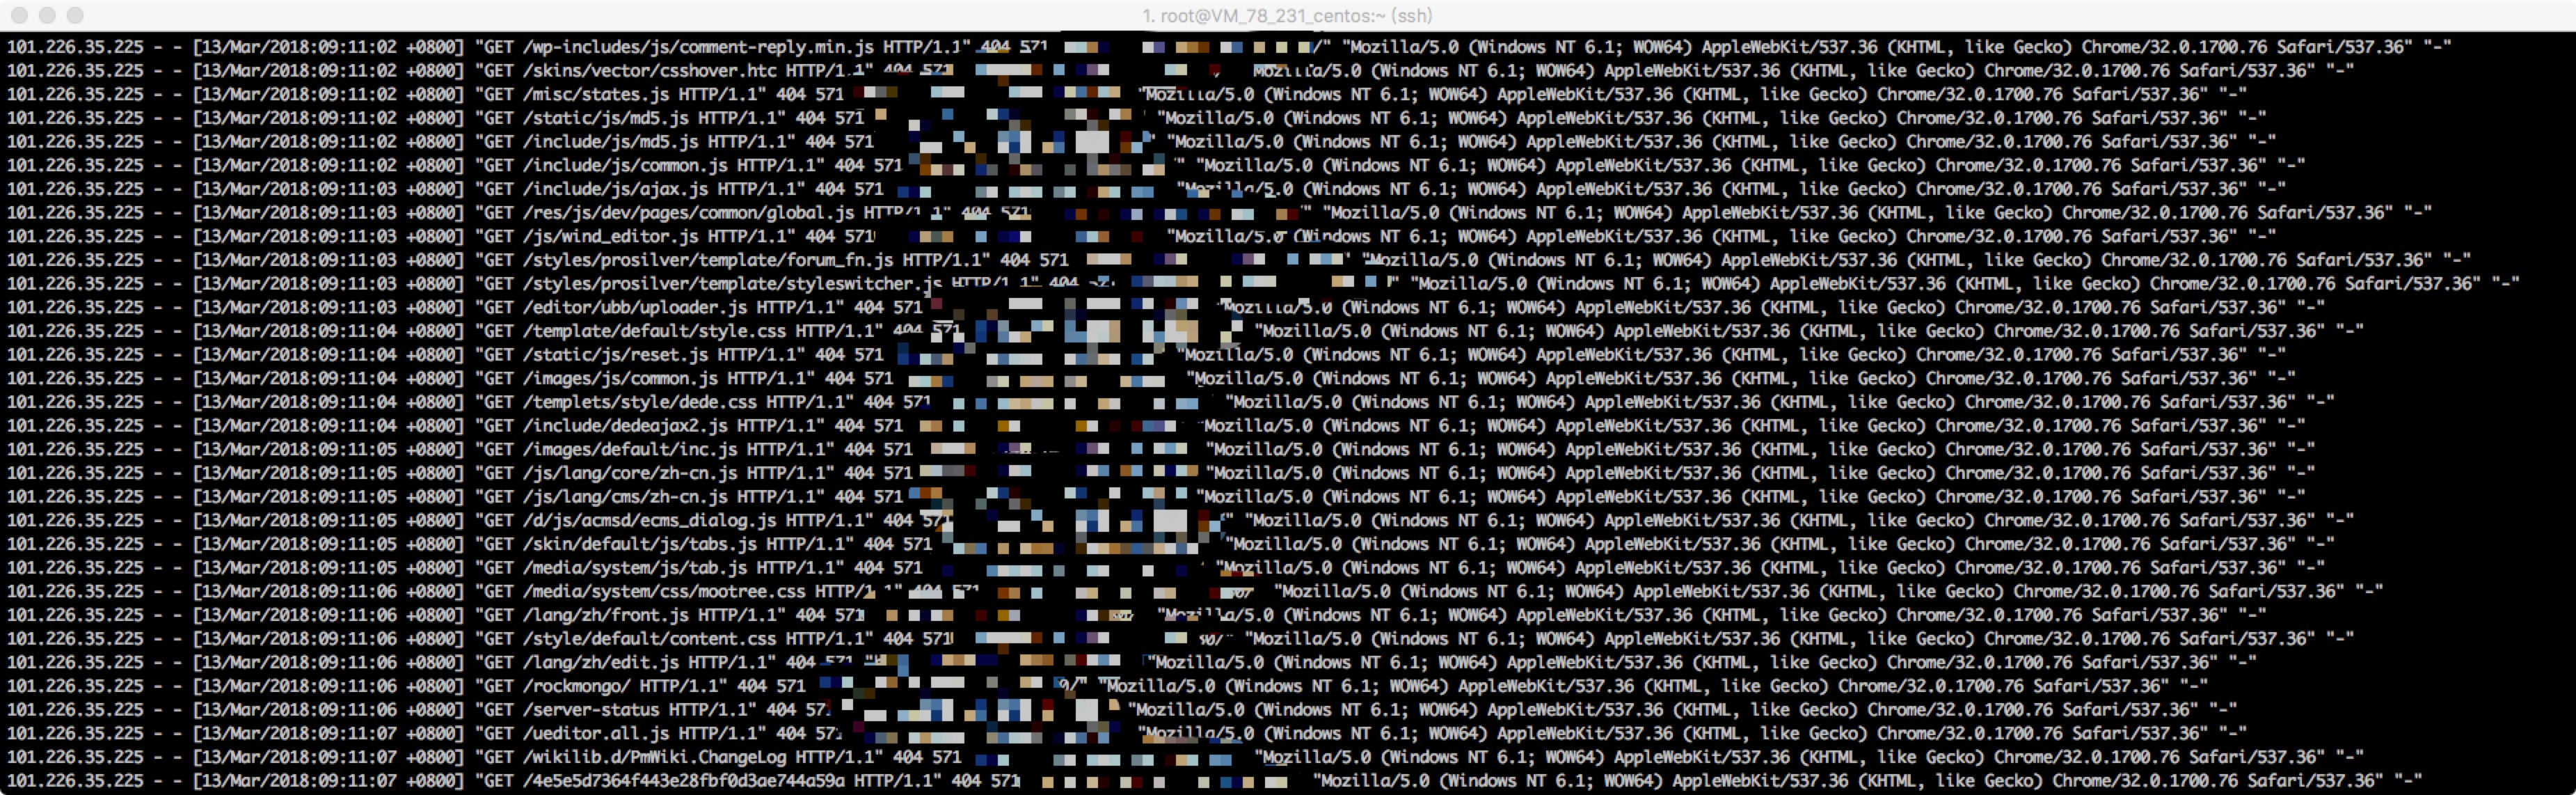 1. root@VM_78_231_centos:~ (ssh)
101.226.35.225 - - [13/Mar/2018:09:11:02 +0800] "GET /wp-includes/js/comment-reply.min.js HTTP/1.1" 404 571 /" "Mozilla/5.0 (Windows NT 6.1; WOW64) AppleWebKit/537.36 (KHTML, like Gecko) Chrome/32.0.1700.76 Safari/537.36" "-"
101.226.35.225 - - [13/Mar/2018:09:11:02 +0800] "GET /skins/vector/csshover.htc HTTP/1.1" 404 571 Mozilla/5.0 (Windows NT 6.1; WOW64) AppleWebKit/537.36 (KHTML, like Gecko) Chrome/32.0.1700.76 Safari/537.36" "-"
101.226.35.225 - - [13/Mar/2018:09:11:02 +0800] "GET /misc/states.js HTTP/1.1" 404 571 "Mozilla/5.0 (Windows NT 6.1; WOW64) AppleWebKit/537.36 (KHTML, like Gecko) Chrome/32.0.1700.76 Safari/537.36" "-"
101.226.35.225 - - [13/Mar/2018:09:11:02 +0800] "GET /static/js/md5.js HTTP/1.1" 404 571 "Mozilla/5.0 (Windows NT 6.1; WOW64) AppleWebKit/537.36 (KHTML, like Gecko) Chrome/32.0.1700.76 Safari/537.36" "-"
101.226.35.225 - - [13/Mar/2018:09:11:02 +0800] "GET /include/js/md5.js HTTP/1.1" 404 571 "Mozilla/5.0 (Windows NT 6.1; WOW64) AppleWebKit/537.36 (KHTML, like Gecko) Chrome/32.0.1700.76 Safari/537.36" "-"
101.226.35.225 - - [13/Mar/2018:09:11:02 +0800] "GET /include/js/common.js HTTP/1.1" 404 571 "Mozilla/5.0 (Windows NT 6.1; WOW64) AppleWebKit/537.36 (KHTML, like Gecko) Chrome/32.0.1700.76 Safari/537.36" "-"
101.226.35.225 - - [13/Mar/2018:09:11:03 +0800] "GET /include/js/ajax.js HTTP/1.1" 404 571 "Mozilla/5.0 (Windows NT 6.1; WOW64) AppleWebKit/537.36 (KHTML, like Gecko) Chrome/32.0.1700.76 Safari/537.36" "-"
101.226.35.225 - - [13/Mar/2018:09:11:03 +0800] "GET /res/js/dev/pages/common/global.js HTTP/1.1" 404 571 "Mozilla/5.0 (Windows NT 6.1; WOW64) AppleWebKit/537.36 (KHTML, like Gecko) Chrome/32.0.1700.76 Safari/537.36" "-"
101.226.35.225 - - [13/Mar/2018:09:11:03 +0800] "GET /js/wind_editor.js HTTP/1.1" 404 571 "Mozilla/5.0 (Windows NT 6.1; WOW64) AppleWebKit/537.36 (KHTML, like Gecko) Chrome/32.0.1700.76 Safari/537.36" "-"
101.226.35.225 - - [13/Mar/2018:09:11:03 +0800] "GET /styles/prosilver/template/forum_fn.js HTTP/1.1" 404 571 "Mozilla/5.0 (Windows NT 6.1; WOW64) AppleWebKit/537.36 (KHTML, like Gecko) Chrome/32.0.1700.76 Safari/537.36" "-"
101.226.35.225 - - [13/Mar/2018:09:11:03 +0800] "GET /styles/prosilver/template/styleswitcher.js HTTP/1.1" 404 571 " "Mozilla/5.0 (Windows NT 6.1; WOW64) AppleWebKit/537.36 (KHTML, like Gecko) Chrome/32.0.1700.76 Safari/537.36" "-"
101.226.35.225 - - [13/Mar/2018:09:11:03 +0800] "GET /editor/ubb/uploader.js HTTP/1.1" 404 571 "Mozilla/5.0 (Windows NT 6.1; WOW64) AppleWebKit/537.36 (KHTML, like Gecko) Chrome/32.0.1700.76 Safari/537.36" "-"
101.226.35.225 - - [13/Mar/2018:09:11:04 +0800] "GET /template/default/style.css HTTP/1.1" 404 571 "Mozilla/5.0 (Windows NT 6.1; WOW64) AppleWebKit/537.36 (KHTML, like Gecko) Chrome/32.0.1700.76 Safari/537.36" "-"
101.226.35.225 - - [13/Mar/2018:09:11:04 +0800] "GET /static/js/reset.js HTTP/1.1" 404 571 "Mozilla/5.0 (Windows NT 6.1; WOW64) AppleWebKit/537.36 (KHTML, like Gecko) Chrome/32.0.1700.76 Safari/537.36" "-"
101.226.35.225 - - [13/Mar/2018:09:11:04 +0800] "GET /images/js/common.js HTTP/1.1" 404 571 "Mozilla/5.0 (Windows NT 6.1; WOW64) AppleWebKit/537.36 (KHTML, like Gecko) Chrome/32.0.1700.76 Safari/537.36" "-"
101.226.35.225 - - [13/Mar/2018:09:11:04 +0800] "GET /templets/style/dede.css HTTP/1.1" 404 571 "Mozilla/5.0 (Windows NT 6.1; WOW64) AppleWebKit/537.36 (KHTML, like Gecko) Chrome/32.0.1700.76 Safari/537.36" "-"
101.226.35.225 - - [13/Mar/2018:09:11:04 +0800] "GET /include/dedeajax2.js HTTP/1.1" 404 571 "Mozilla/5.0 (Windows NT 6.1; WOW64) AppleWebKit/537.36 (KHTML, like Gecko) Chrome/32.0.1700.76 Safari/537.36" "-"
101.226.35.225 - - [13/Mar/2018:09:11:05 +0800] "GET /images/default/inc.js HTTP/1.1" 404 571 "Mozilla/5.0 (Windows NT 6.1; WOW64) AppleWebKit/537.36 (KHTML, like Gecko) Chrome/32.0.1700.76 Safari/537.36" "-"
101.226.35.225 - - [13/Mar/2018:09:11:05 +0800] "GET /js/lang/core/zh-cn.js HTTP/1.1" 404 571 "Mozilla/5.0 (Windows NT 6.1; WOW64) AppleWebKit/537.36 (KHTML, like Gecko) Chrome/32.0.1700.76 Safari/537.36" "-"
101.226.35.225 - - [13/Mar/2018:09:11:05 +0800] "GET /js/lang/cms/zh-cn.js HTTP/1.1" 404 571 "Mozilla/5.0 (Windows NT 6.1; WOW64) AppleWebKit/537.36 (KHTML, like Gecko) Chrome/32.0.1700.76 Safari/537.36" "-"
101.226.35.225 - - [13/Mar/2018:09:11:05 +0800] "GET /d/js/acmsd/ecms_dialog.js HTTP/1.1" 404 571 "Mozilla/5.0 (Windows NT 6.1; WOW64) AppleWebKit/537.36 (KHTML, like Gecko) Chrome/32.0.1700.76 Safari/537.36" "-"
101.226.35.225 - - [13/Mar/2018:09:11:05 +0800] "GET /skin/default/js/tabs.js HTTP/1.1" 404 571 "Mozilla/5.0 (Windows NT 6.1; WOW64) AppleWebKit/537.36 (KHTML, like Gecko) Chrome/32.0.1700.76 Safari/537.36" "-"
101.226.35.225 - - [13/Mar/2018:09:11:05 +0800] "GET /media/system/js/tab.js HTTP/1.1" 404 571 "Mozilla/5.0 (Windows NT 6.1; WOW64) AppleWebKit/537.36 (KHTML, like Gecko) Chrome/32.0.1700.76 Safari/537.36" "-"
101.226.35.225 - - [13/Mar/2018:09:11:06 +0800] "GET /media/system/css/mootree.css HTTP/1.1" 404 571 "Mozilla/5.0 (Windows NT 6.1; WOW64) AppleWebKit/537.36 (KHTML, like Gecko) Chrome/32.0.1700.76 Safari/537.36" "-"
101.226.35.225 - - [13/Mar/2018:09:11:06 +0800] "GET /lang/zh/front.js HTTP/1.1" 404 571 "Mozilla/5.0 (Windows NT 6.1; WOW64) AppleWebKit/537.36 (KHTML, like Gecko) Chrome/32.0.1700.76 Safari/537.36" "-"
101.226.35.225 - - [13/Mar/2018:09:11:06 +0800] "GET /style/default/content.css HTTP/1.1" 404 571 "Mozilla/5.0 (Windows NT 6.1; WOW64) AppleWebKit/537.36 (KHTML, like Gecko) Chrome/32.0.1700.76 Safari/537.36" "-"
101.226.35.225 - - [13/Mar/2018:09:11:06 +0800] "GET /lang/zh/edit.js HTTP/1.1" 404 571 "Mozilla/5.0 (Windows NT 6.1; WOW64) AppleWebKit/537.36 (KHTML, like Gecko) Chrome/32.0.1700.76 Safari/537.36" "-"
101.226.35.225 - - [13/Mar/2018:09:11:06 +0800] "GET /rockmongo/ HTTP/1.1" 404 571 "Mozilla/5.0 (Windows NT 6.1; WOW64) AppleWebKit/537.36 (KHTML, like Gecko) Chrome/32.0.1700.76 Safari/537.36" "-"
101.226.35.225 - - [13/Mar/2018:09:11:06 +0800] "GET /server-status HTTP/1.1" 404 571 "Mozilla/5.0 (Windows NT 6.1; WOW64) AppleWebKit/537.36 (KHTML, like Gecko) Chrome/32.0.1700.76 Safari/537.36" "-"
101.226.35.225 - - [13/Mar/2018:09:11:07 +0800] "GET /ueditor.all.js HTTP/1.1" 404 571 "Mozilla/5.0 (Windows NT 6.1; WOW64) AppleWebKit/537.36 (KHTML, like Gecko) Chrome/32.0.1700.76 Safari/537.36" "-"
101.226.35.225 - - [13/Mar/2018:09:11:07 +0800] "GET /wikilib.d/PmWiki.ChangeLog HTTP/1.1" 404 571 "Mozilla/5.0 (Windows NT 6.1; WOW64) AppleWebKit/537.36 (KHTML, like Gecko) Chrome/32.0.1700.76 Safari/537.36" "-"
101.226.35.225 - - [13/Mar/2018:09:11:07 +0800] "GET /4e5e5d7364f443e28fbf0d3ae744a59a HTTP/1.1" 404 571 "Mozilla/5.0 (Windows NT 6.1; WOW64) AppleWebKit/537.36 (KHTML, like Gecko) Chrome/32.0.1700.76 Safari/537.36" "-"